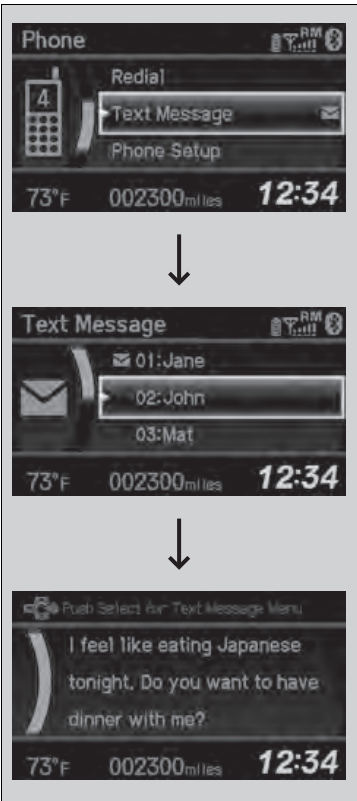 Phone
RM
Redial
4
Text Message
Phone Setup
73°F 002300miles 12:34
Text Message
RM
01:Jane
02:John
03:Mat
73°F 002300miles 12:34
Push Select for Text Message Menu
I feel like eating Japanese
tonight. Do you want to have
dinner with me?
73°F 002300miles 12:34